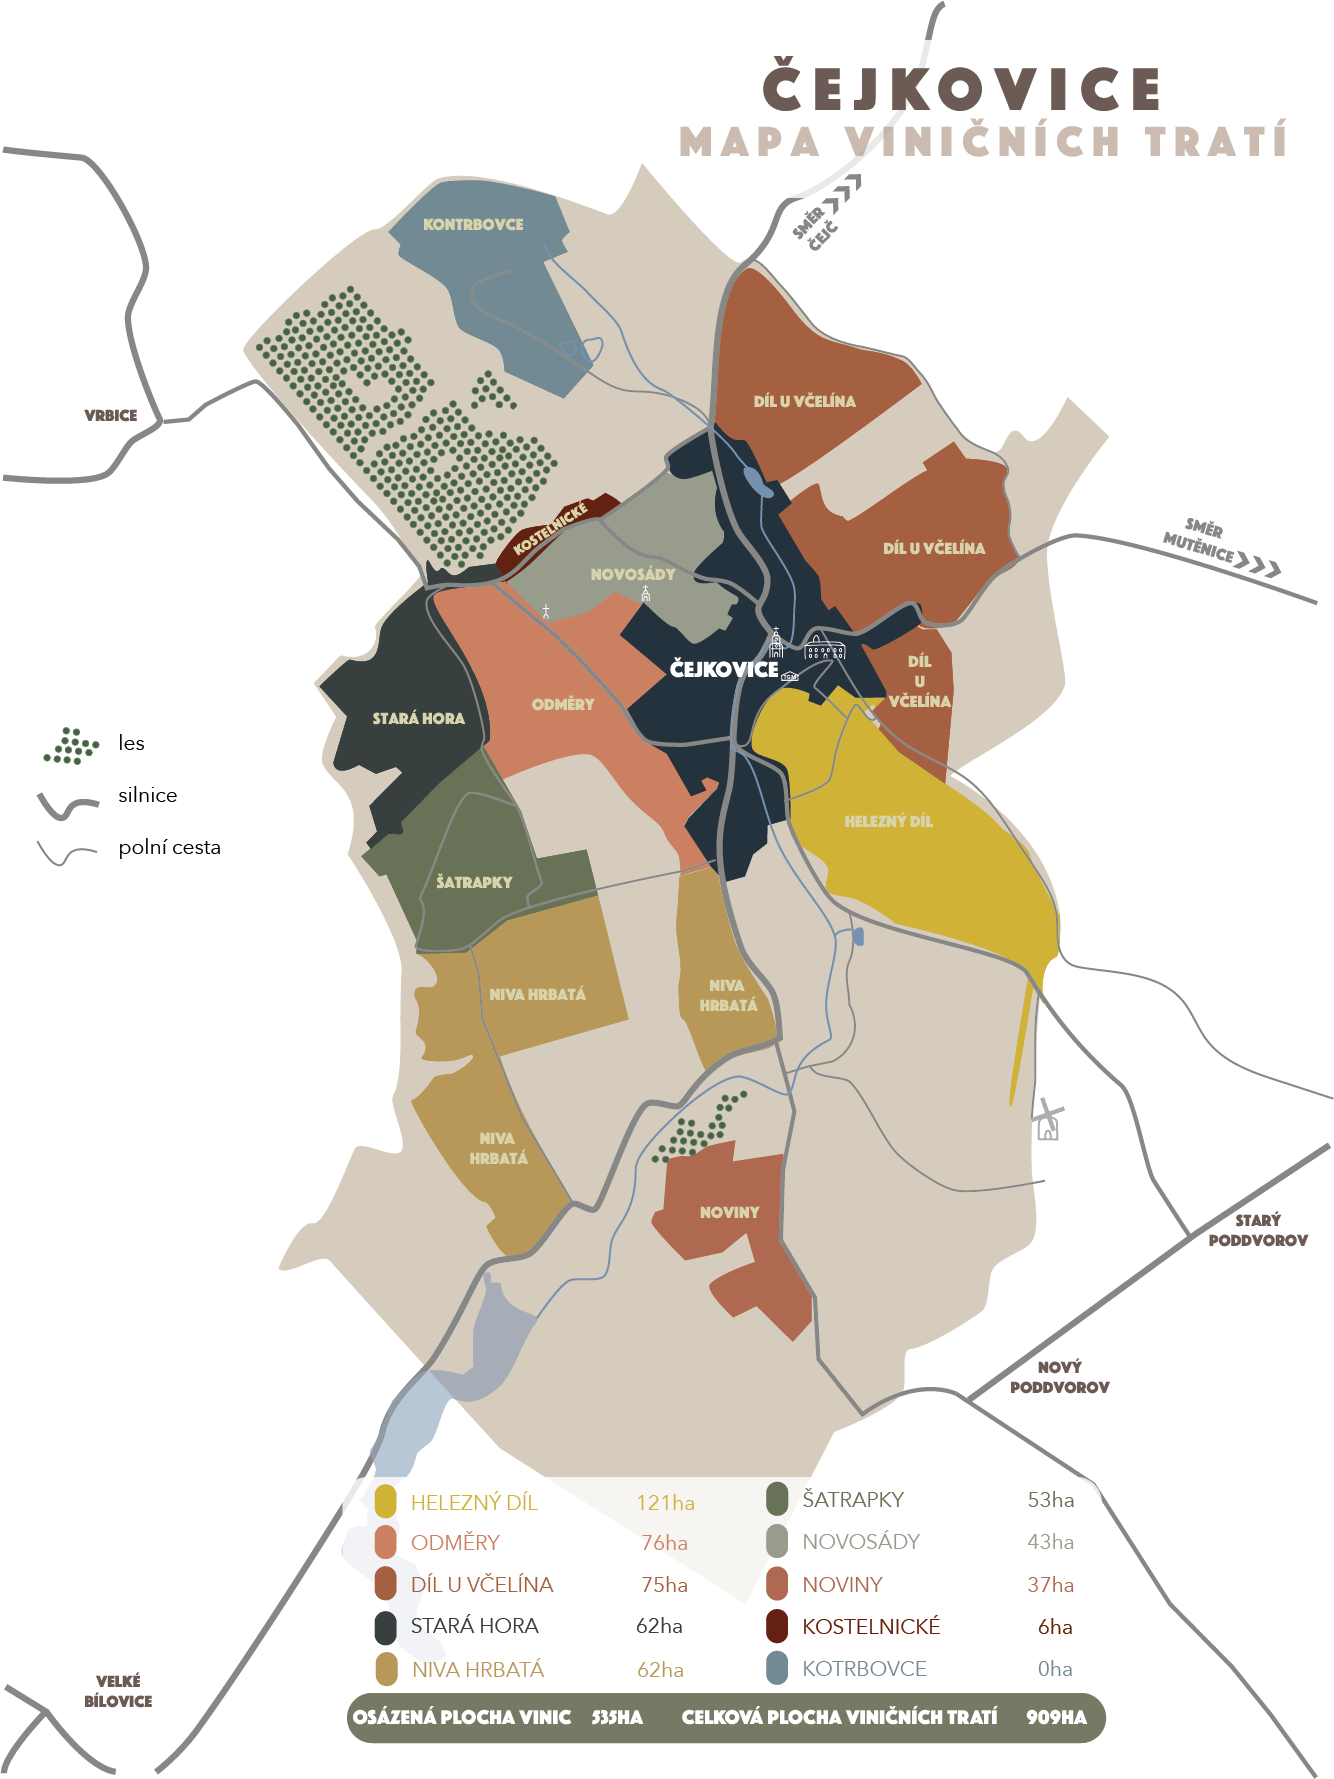 ČEJKOVICE
MAPA VINIČNÍCH TRATÍ
SMĚR
ČEJČ
KONTRBOVCE
VRBICE
DÍL U VČELÍNA
KOSTELNICKÉ
DÍL U VČELÍNA
SMĚR
MUTĚNICE
NOVOSÁDY
ČEJKOVICE
DÍL
U
VČELÍNA
ODMĚRY
STARÁ HORA
les
silnice
polní cesta
HELEZNÝ DÍL
ŠATRAPKY
NIVA HRBATÁ
NIVA
HRBATÁ
NIVA
HRBATÁ
NOVINY
STARÝ
PODDVOROV
NOVÝ
PODDVOROV
VELKÉ
BÍLOVICE
HELEZNÝ DÍL 121ha
ODMĚRY 76ha
DÍL U VČELÍNA 75ha
STARÁ HORA 62ha
NIVA HRBATÁ 62ha
ŠATRAPKY 53ha
NOVOSÁDY 43ha
NOVINY 37ha
KOSTELNICKÉ 6ha
KOTRBOVCE 0ha
OSÁZENÁ PLOCHA VINIC 535HA CELKOVÁ PLOCHA VINIČNÍCH TRATÍ 909HA